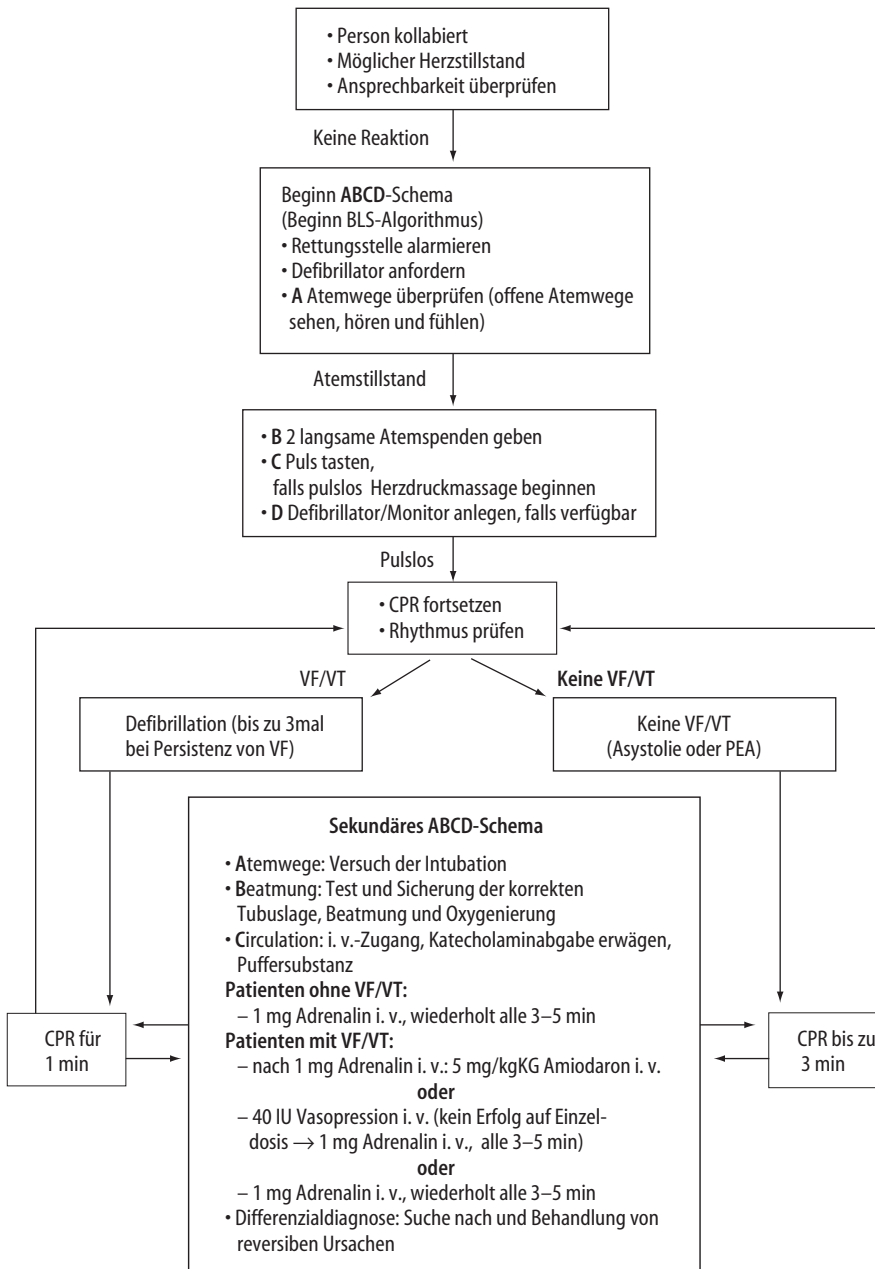 • Person kollabiert
• Möglicher Herzstillstand
• Ansprechbarkeit überprüfen
Keine Reaktion
Beginn ABCD-Schema
(Beginn BLS-Algorithmus)
• Rettungsstelle alarmieren
• Defibrillator anfordern
• A Atemwege überprüfen (offene Atemwege
sehen, hören und fühlen)
Atemstillstand
• B 2 langsame Atemspenden geben
• C Puls tasten,
falls pulslos Herzdruckmassage beginnen
• D Defibrillator/Monitor anlegen, falls verfügbar
Pulslos
• CPR fortsetzen
• Rhythmus prüfen
VF/VT
Keine VF/VT
Defibrillation (bis zu 3mal
bei Persistenz von VF)
Keine VF/VT
(Asystolie oder PEA)
Sekundäres ABCD-Schema
• Atemwege: Versuch der Intubation
• Beatmung: Test und Sicherung der korrekten
Tubuslage, Beatmung und Oxygenierung
• Circulation: i. v.-Zugang, Katecholaminabgabe erwägen,
Puffersubstanz
Patienten ohne VF/VT:
– 1 mg Adrenalin i. v., wiederholt alle 3–5 min
Patienten mit VF/VT:
– nach 1 mg Adrenalin i. v.: 5 mg/kgKG Amiodaron i. v.
oder
– 40 IU Vasopression i. v. (kein Erfolg auf Einzel-
dosis → 1 mg Adrenalin i. v., alle 3–5 min)
oder
– 1 mg Adrenalin i. v., wiederholt alle 3–5 min
• Differenzialdiagnose: Suche nach und Behandlung von
reversiben Ursachen
CPR für
1 min
CPR bis zu
3 min